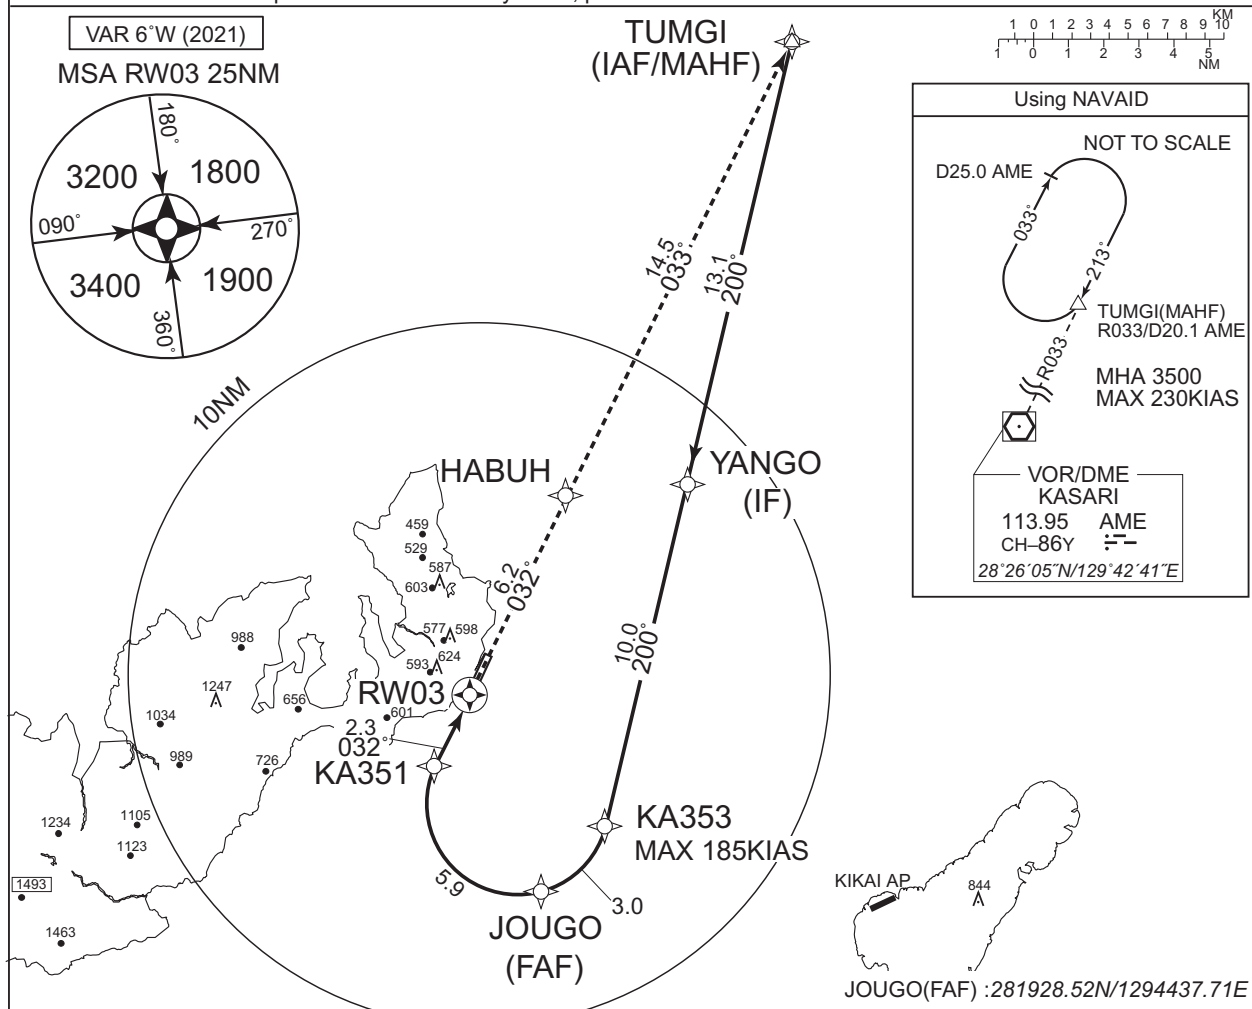 VAR 6°W (2021)
MSA RW03 25NM
180°
3200
1800
090°
270°
3400
1900
360°
TUMGI
(IAF/MAHF)
KM
1 0 1 2 3 4 5 6 7 8 9 10
1 0 1 2 3 4 5
NM
Using NAVAID
NOT TO SCALE
D25.0 AME
033°
213°
TUMGI(MAHF)
R033/D20.1 AME
R033
MHA 3500
MAX 230KIAS
VOR/DME
KASARI
113.95 AME
CH–86Y
28°26´05˝N/129°42´41˝E
14.5
033°
13.1
200°
10NM
HABUH
YANGO
(IF)
459
529
587
603
6.2
032°
577
598
593
624
10.0
200°
988
1247
656
1034
989
726
RW03
601
2.3
032°
KA351
1234
1105
1123
1493
1463
KA353
MAX 185KIAS
5.9
3.0
JOUGO
(FAF)
KIKAI AP
844
JOUGO(FAF) :281928.52N/1294437.71E